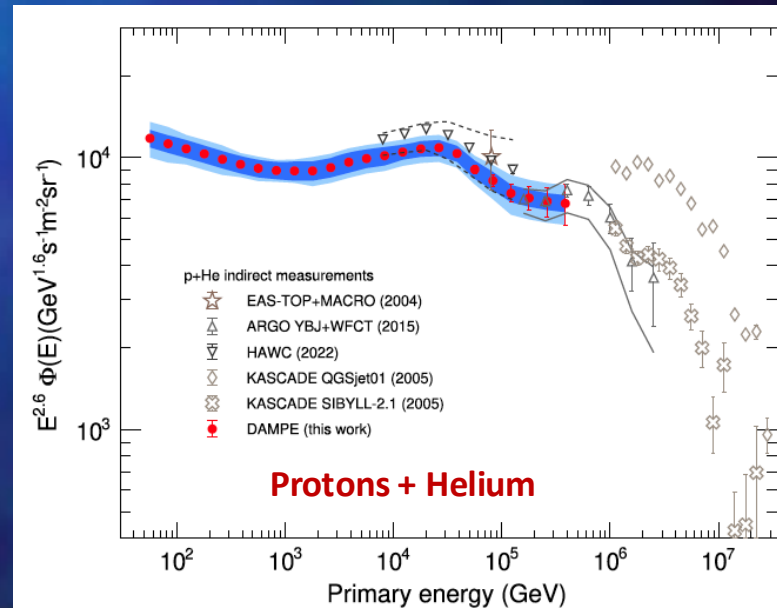 E^2.6 Φ(E)(GeV^1.6s^-1m^-2sr^-1)
10^4
10^3
p+He indirect measurements
EAS-TOP+MACRO (2004)
ARGO YBJ+WFCT (2015)
HAWC (2022)
KASCADE QGSjet01 (2005)
KASCADE SIBYLL-2.1 (2005)
DAMPE (this work)
Protons + Helium
10^2 10^3 10^4 10^5 10^6 10^7
Primary energy (GeV)